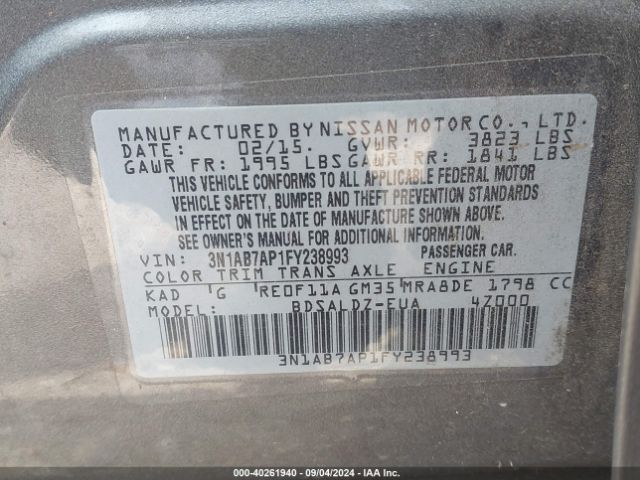 MANUFACTURED BY NISSAN MOTOR CO., LTD.
DATE: 02/15. GVWR: 3823 LBS
GAWR FR: 1995 LBS GAWR RR: 1841 LBS
THIS VEHICLE CONFORMS TO ALL APPLICABLE FEDERAL MOTOR
VEHICLE SAFETY, BUMPER AND THEFT PREVENTION STANDARDS
IN EFFECT ON THE DATE OF MANUFACTURE SHOWN ABOVE.
SEE OWNER'S MANUAL FOR ADDITIONAL INFORMATION.
VIN: 3N1AB7AP1FY238993 PASSENGER CAR.
COLOR TRIM TRANS AXLE ENGINE
KAD G RE0F11A GM35 MRA8DE 1798 CC
MODEL: BDSALDZ-EUA 4Z000
3N1AB7AP1FY238993
000-40261940 - 09/04/2024 - IAA Inc.